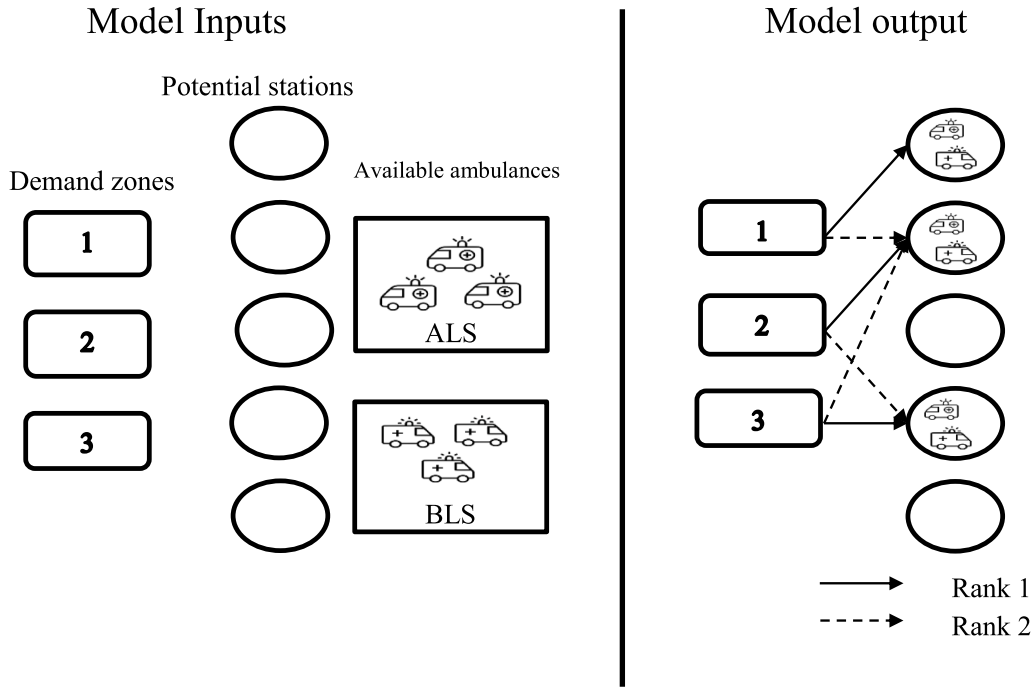 Model Inputs
Potential stations
Demand zones
Available ambulances
1
2
3
ALS
BLS
Model output
1
2
3
Rank 1
Rank 2